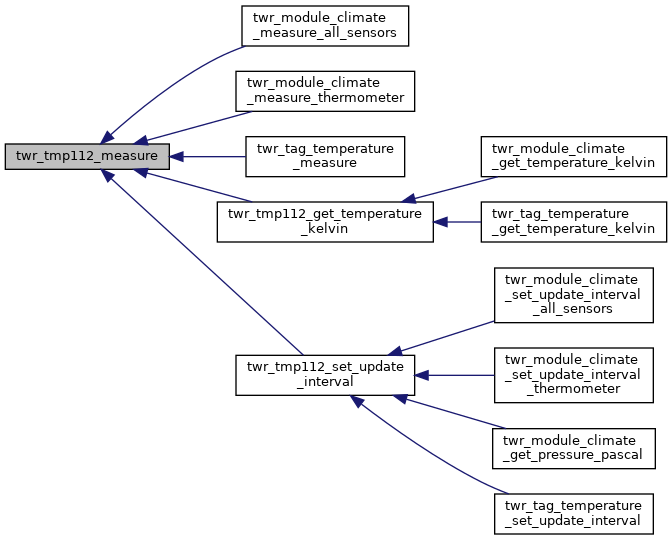 twr_tmp112_measure
twr_module_climate
_measure_all_sensors
twr_module_climate
_measure_thermometer
twr_tag_temperature
_measure
twr_tmp112_get_temperature
_kelvin
twr_module_climate
_get_temperature_kelvin
twr_tag_temperature
_get_temperature_kelvin
twr_tmp112_set_update
_interval
twr_module_climate
_set_update_interval
_all_sensors
twr_module_climate
_set_update_interval
_thermometer
twr_module_climate
_get_pressure_pascal
twr_tag_temperature
_set_update_interval